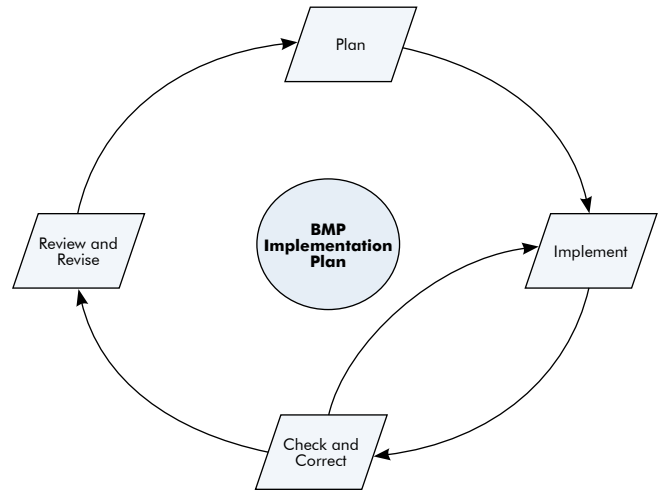 Plan
BMP
Implementation
Plan
Review and
Revise
Implement
Check and
Correct